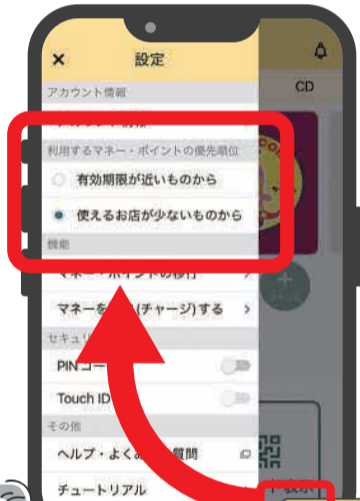 設定
CD
アカウント情報
利用するマネー・ポイントの優先順位
有効期限が近いものから
使えるお店が少ないものから
機能
マネー・ポイントの移行
マネーを (チャージ)する
セキュリ
PINコー
Touch ID
その他
ヘルプ・よくあ 質問
チュートリアル
表示